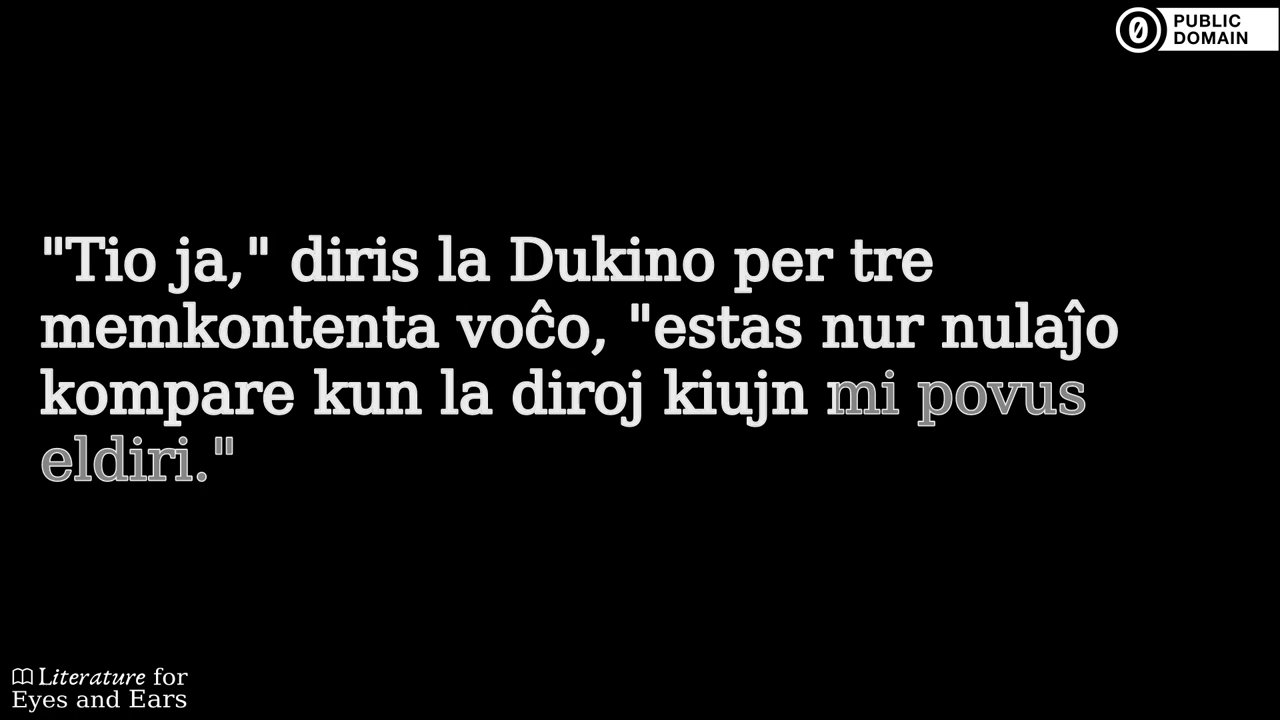 PUBLIC
DOMAIN
"Tio ja," diris la Dukino per tre
memkontenta voĉo, "estas nur nulaĵo
kompare kun la diroj kiujn mi povus
eldiri."
Literature for
Eyes and Ears